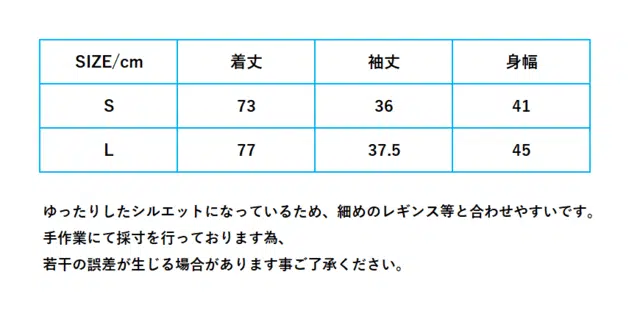 SIZE/cm 着丈 袖丈 身幅
S 73 36 41
L 77 37.5 45
ゆったりしたシルエットになっているため、細めのレギンス等と合わせやすいです。
手作業にて採寸を行っております為、
若干の誤差が生じる場合があります事ご了承ください。